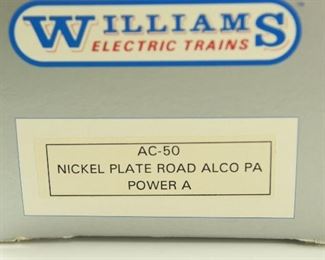 WILLIAMS
ELECTRIC TRAINS
AC-50
NICKEL PLATE ROAD ALCO PA
POWER A